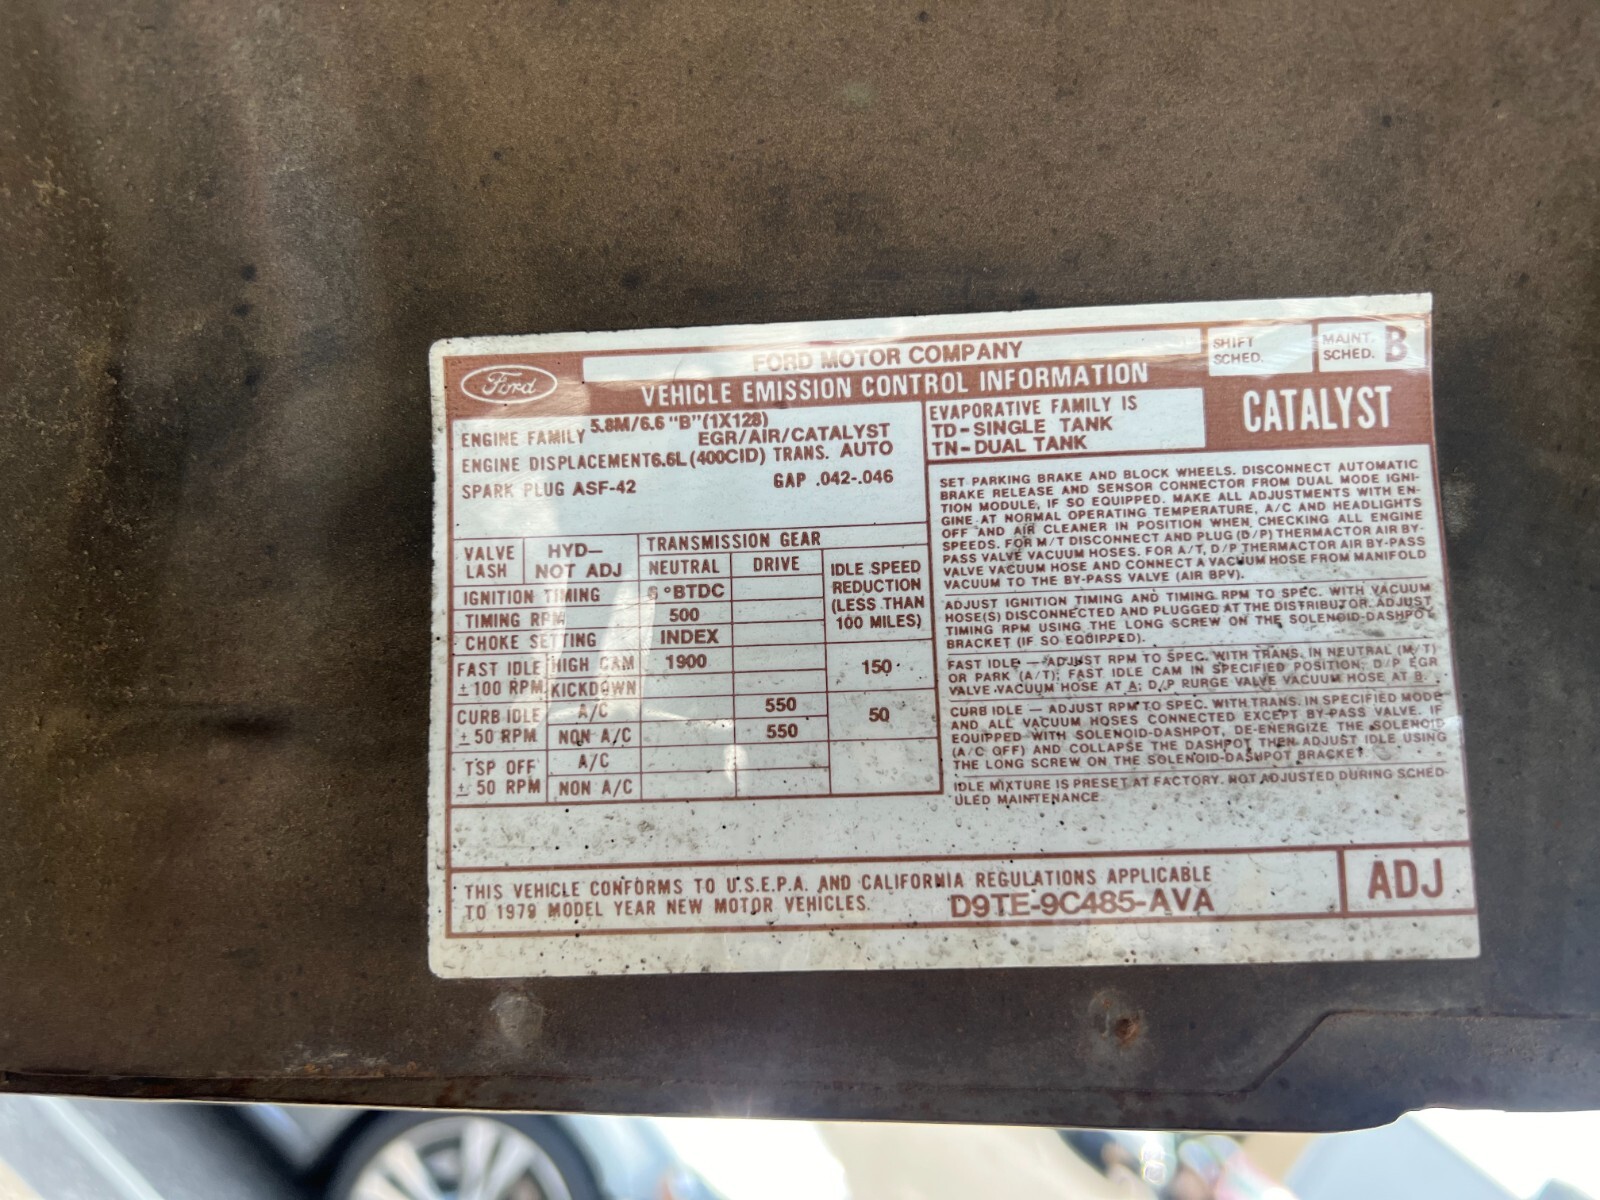 Ford
FORD MOTOR COMPANY
VEHICLE EMISSION CONTROL INFORMATION
SHIFT
SCHED.
MAINT.
SCHED. B
CATALYST
ENGINE FAMILY 5.8M/6.6 "B"(1X128)
EGR/AIR/CATALYST
ENGINE DISPLACEMENT 6.6L (400CID) TRANS. AUTO
SPARK PLUG ASF-42 GAP .042-.046
EVAPORATIVE FAMILY IS
TD-SINGLE TANK
TN-DUAL TANK
VALVE LASH HYD-NOT ADJ
TRANSMISSION GEAR
NEUTRAL DRIVE
IDLE SPEED
REDUCTION
(LESS THAN
100 MILES)
IGNITION TIMING 6 °BTDC
TIMING RPM 500
CHOKE SETTING INDEX
FAST IDLE HIGH CAM 1900 150
± 100 RPM KICKDOWN
CURB IDLE A/C 550 50
± 50 RPM NON A/C 550
TSP OFF A/C
± 50 RPM NON A/C
SET PARKING BRAKE AND BLOCK WHEELS. DISCONNECT AUTOMATIC
BRAKE RELEASE AND SENSOR CONNECTOR FROM DUAL MODE IGNI-
TION MODULE, IF SO EQUIPPED. MAKE ALL ADJUSTMENTS WITH EN-
GINE AT NORMAL OPERATING TEMPERATURE, A/C AND HEADLIGHTS
OFF AND AIR CLEANER IN POSITION WHEN CHECKING ALL ENGINE
SPEEDS. FOR M/T DISCONNECT AND PLUG (D/P) THERMACTOR AIR BY-
PASS VALVE VACUUM HOSES. FOR A/T, D/P THERMACTOR AIR BY-PASS
VALVE VACUUM HOSE AND CONNECT A VACUUM HOSE FROM MANIFOLD
VACUUM TO THE BY-PASS VALVE (AIR BPV).
ADJUST IGNITION TIMING AND TIMING RPM TO SPEC. WITH VACUUM
HOSE(S) DISCONNECTED AND PLUGGED AT THE DISTRIBUTOR. ADJUST
TIMING RPM USING THE LONG SCREW ON THE SOLENOID-DASHPOT
BRACKET (IF SO EQUIPPED).
FAST IDLE — ADJUST RPM TO SPEC. WITH TRANS. IN NEUTRAL (M/T)
OR PARK (A/T); FAST IDLE CAM IN SPECIFIED POSITION; D/P EGR
VALVE VACUUM HOSE AT A; D/P PURGE VALVE VACUUM HOSE AT B.
CURB IDLE — ADJUST RPM TO SPEC. WITH TRANS. IN SPECIFIED MODE
AND ALL VACUUM HOSES CONNECTED EXCEPT BY-PASS VALVE. IF
EQUIPPED WITH SOLENOID-DASHPOT, DE-ENERGIZE THE SOLENOID
(A/C OFF) AND COLLAPSE THE DASHPOT THEN ADJUST IDLE USING
THE LONG SCREW ON THE SOLENOID-DASHPOT BRACKET.
IDLE MIXTURE IS PRESET AT FACTORY. NOT ADJUSTED DURING SCHED-
ULED MAINTENANCE.
THIS VEHICLE CONFORMS TO U.S.E.P.A. AND CALIFORNIA REGULATIONS APPLICABLE
TO 1979 MODEL YEAR NEW MOTOR VEHICLES. D9TE-9C485-AVA
ADJ